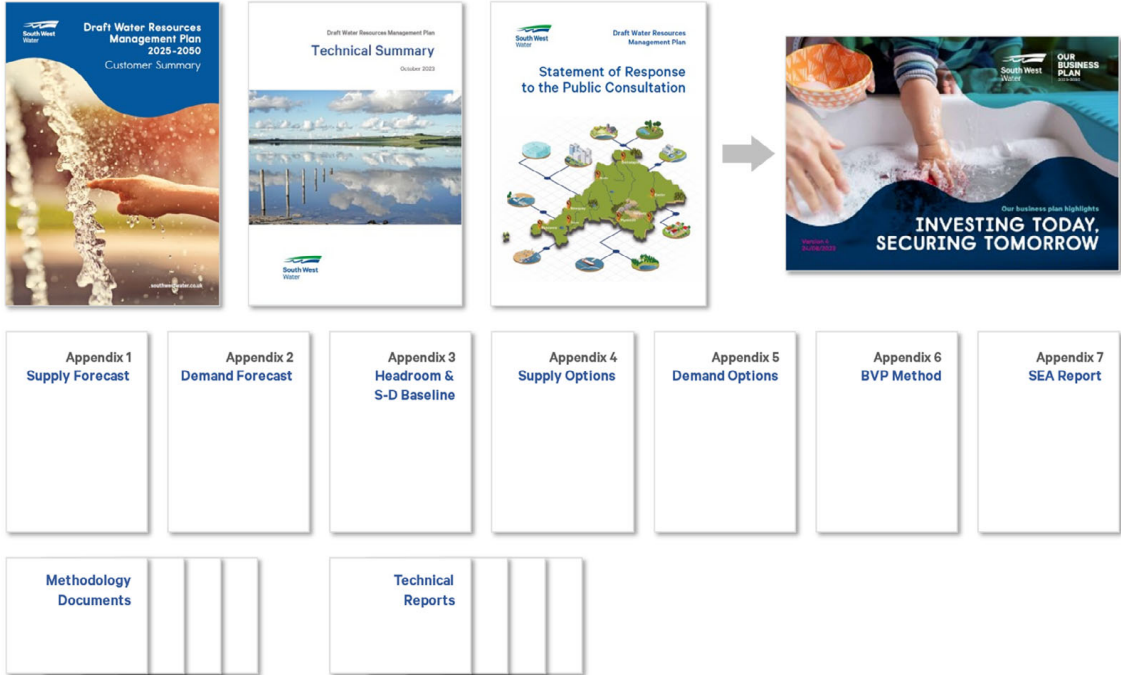 South West
Water
Draft Water Resources
Management Plan
2025-2050
Customer Summary
southwestwater.co.uk
Draft Water Resources Management Plan
Technical Summary
October 2023
South West
Water
South West
Water
Draft Water Resources
Management Plan
Statement of Response
to the Public Consultation
South West
Water
OUR
BUSINESS
PLAN
Our business plan highlights
INVESTING TODAY,
SECURING TOMORROW
Appendix 1
Supply Forecast
Appendix 2
Demand Forecast
Appendix 3
Headroom &
S-D Baseline
Appendix 4
Supply Options
Appendix 5
Demand Options
Appendix 6
BVP Method
Appendix 7
SEA Report
Methodology
Documents
Technical
Reports